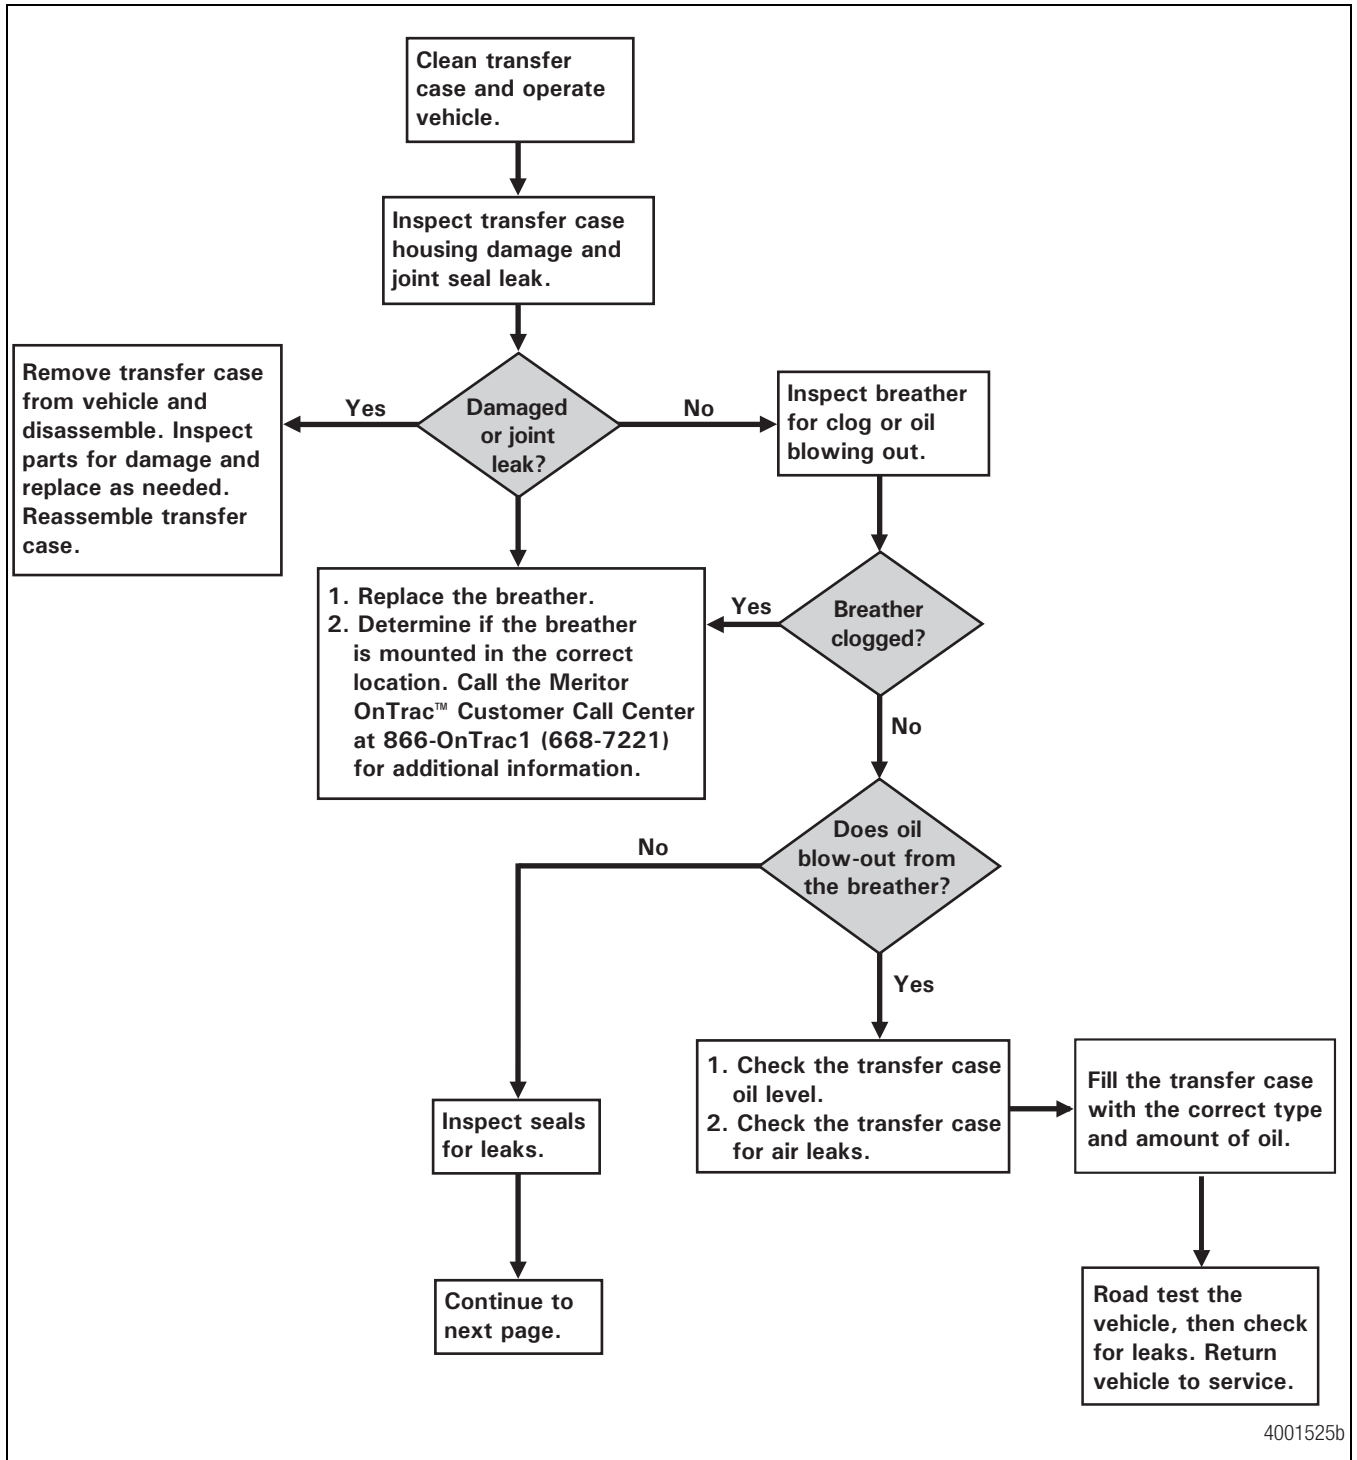 Clean transfer
case and operate
vehicle.
Inspect transfer case
housing damage and
joint seal leak.
Remove transfer case
from vehicle and
disassemble. Inspect
parts for damage and
replace as needed.
Reassemble transfer
case.
Yes
Damaged
or joint
leak?
No
Inspect breather
for clog or oil
blowing out.
1. Replace the breather.
2. Determine if the breather
is mounted in the correct
location. Call the Meritor
OnTrac™ Customer Call Center
at 866-OnTrac1 (668-7221)
for additional information.
Yes
Breather
clogged?
No
Does oil
blow-out from
the breather?
No
Yes
Inspect seals
for leaks.
1. Check the transfer case
oil level.
2. Check the transfer case
for air leaks.
Fill the transfer case
with the correct type
and amount of oil.
Continue to
next page.
Road test the
vehicle, then check
for leaks. Return
vehicle to service.
4001525b